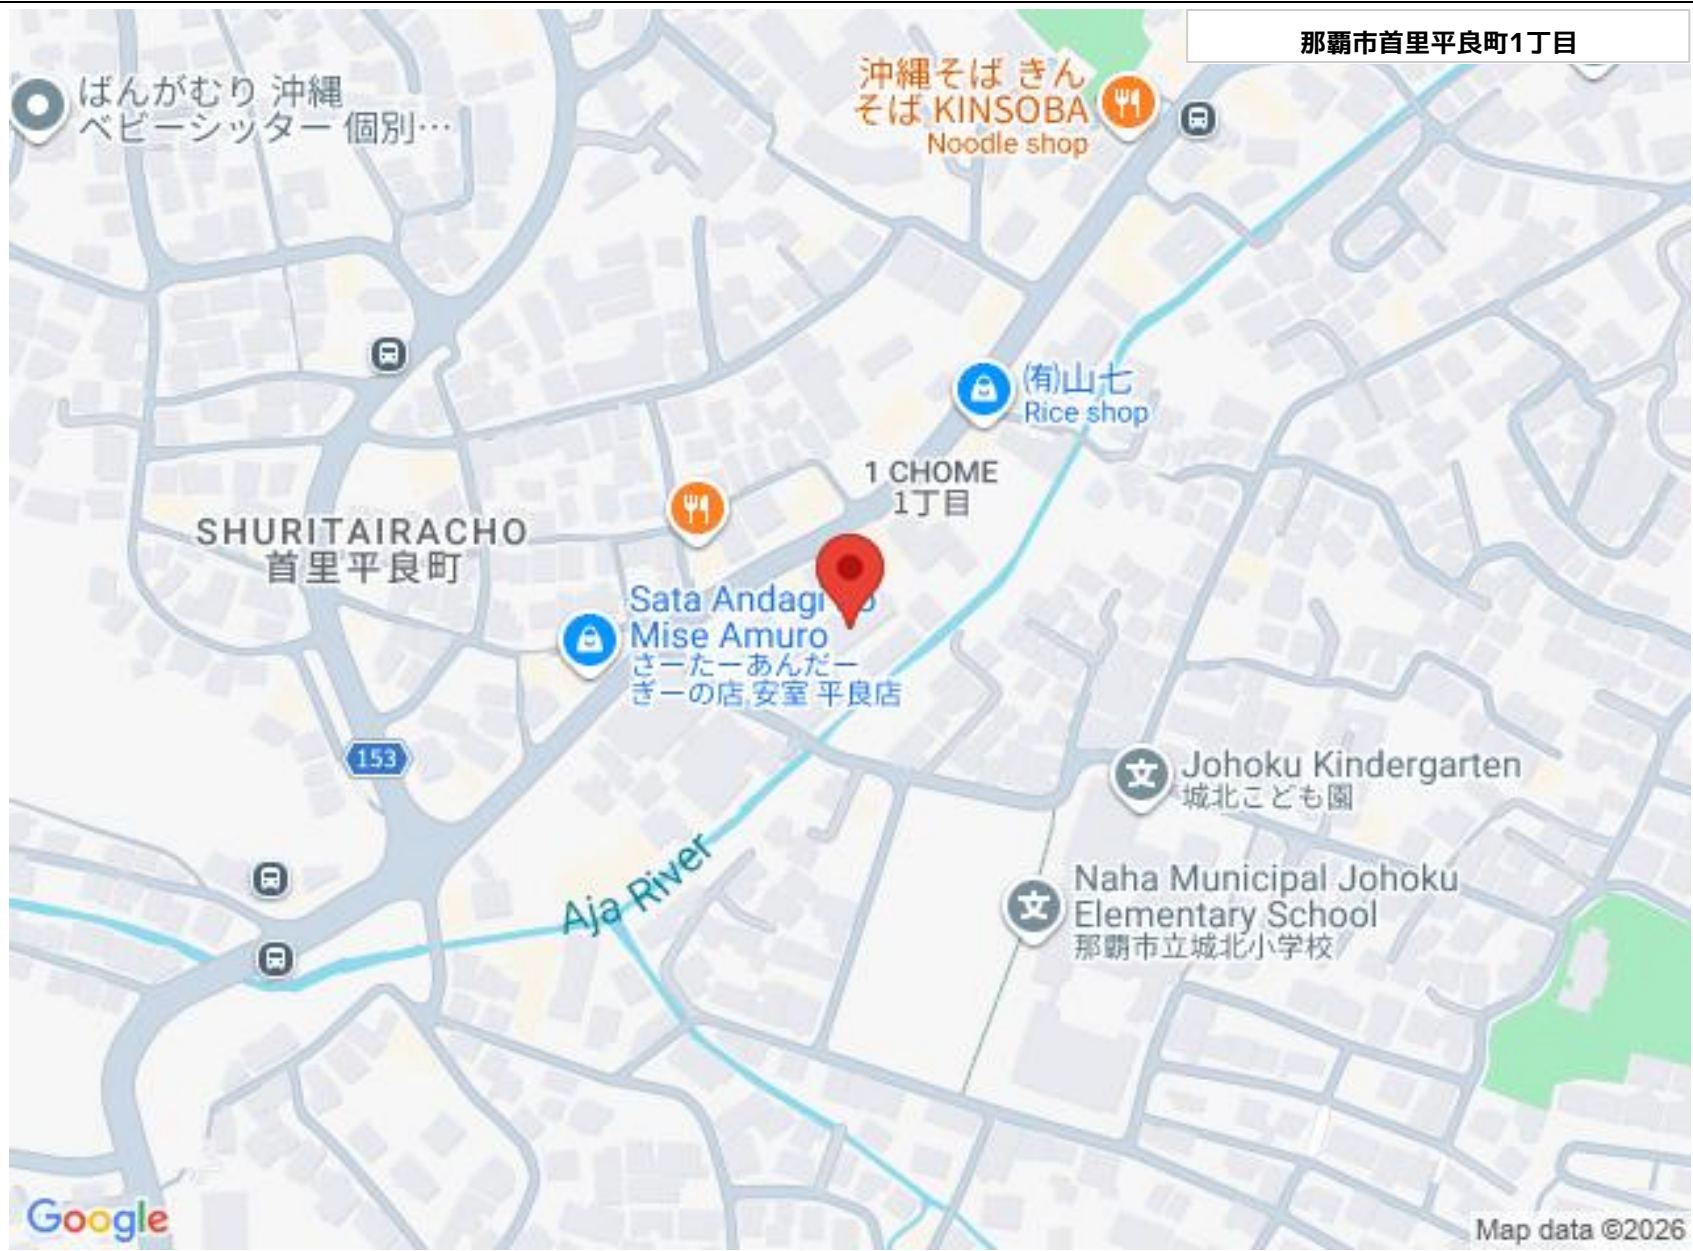 那覇市首里平良町1丁目
ばんがむり 沖縄
ベビーシッター 個別…
沖縄そば きん
そば KINSOBA
Noodle shop
㈲山七
Rice shop
1 CHOME
1丁目
SHURITAIRACHO
首里平良町
Sata Andagi
Mise Amuro
さーたーあんだー
ぎーの店 安室 平良店
153
Johoku Kindergarten
城北こども園
Aja River
Naha Municipal Johoku
Elementary School
那覇市立城北小学校
Google
Map data ©2026